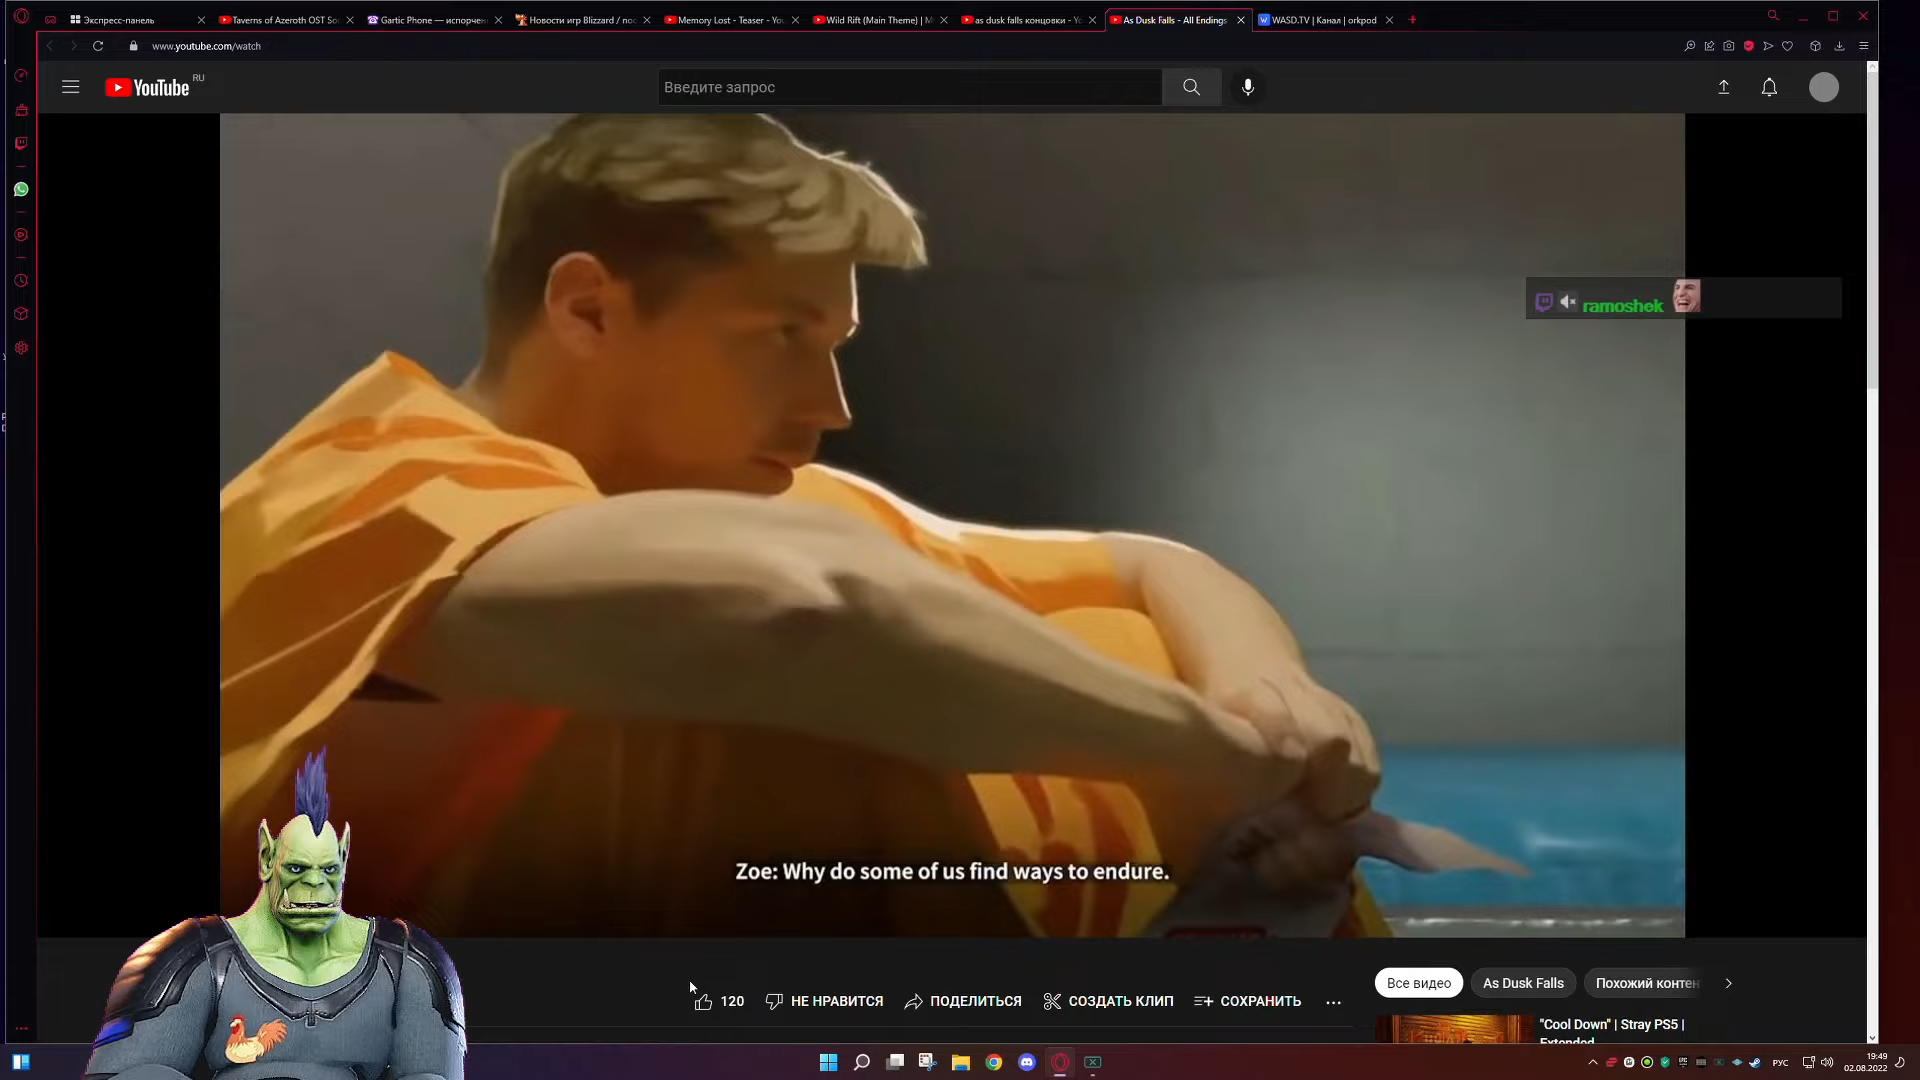 Экспресс-панель
Taverns of Azeroth OST So
Gartic Phone — испорчен
Новости игр Blizzard / по
Memory Lost - Teaser - You
Wild Rift (Main Theme) | M
as dusk falls концовки - Yo
As Dusk Falls - All Endings
WASD.TV | Канал | orkpod
www.youtube.com/watch
YouTube RU
Введите запрос
ramoshek
Zoe: Why do some of us find ways to endure.
120
НЕ НРАВИТСЯ
ПОДЕЛИТЬСЯ
СОЗДАТЬ КЛИП
СОХРАНИТЬ
Все видео
As Dusk Falls
Похожий контен
"Cool Down" | Stray PS5 |
Extended
РУС
19:49
02.08.2022